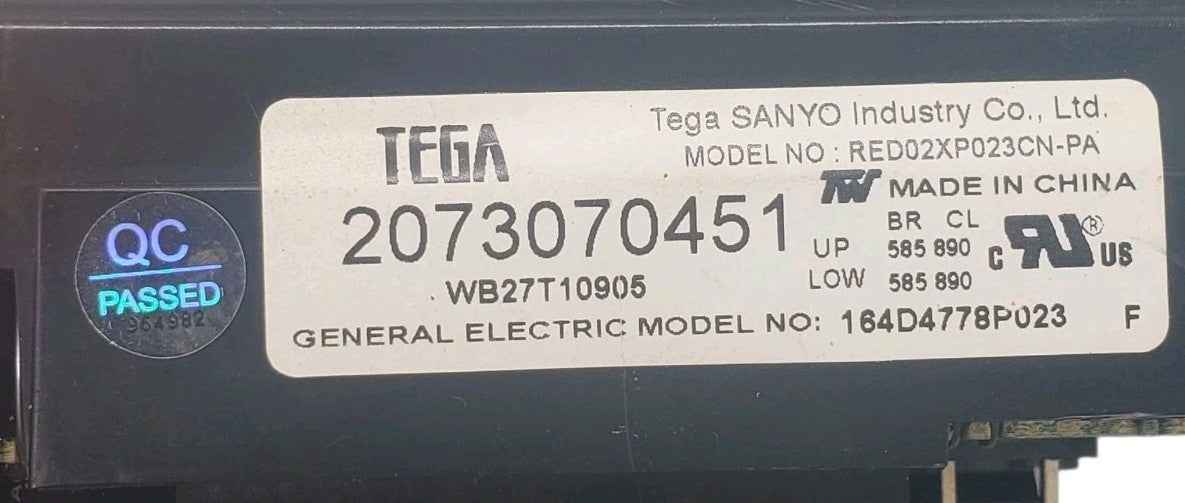 TEGA
Tega SANYO Industry Co., Ltd.
MODEL NO : RED02XP023CN-PA
MADE IN CHINA
2073070451
BR CL
UP 585 890
LOW 585 890
C US ®
WB27T10905
GENERAL ELECTRIC MODEL NO: 164D4778P023 F
QC
PASSED
964982